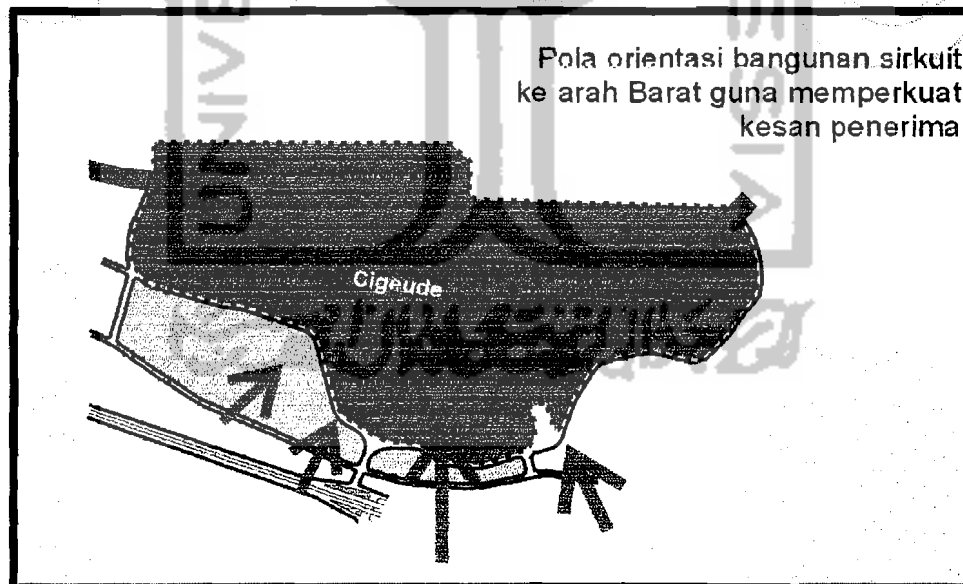 Pola orientasi bangunan sirkuit
ke arah Barat guna memperkuat
kesan penerima
Cigeude